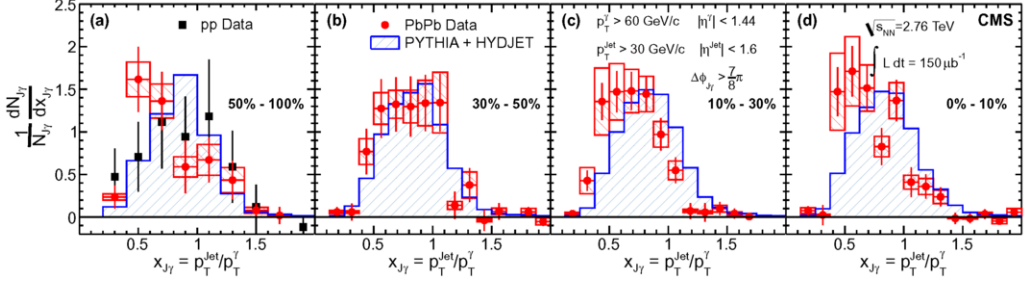 (a)
pp Data
50% - 100%
(b)
PbPb Data
PYTHIA + HYDJET
30% - 50%
(c)
p_T^γ > 60 GeV/c |η^γ| < 1.44
p_T^Jet > 30 GeV/c |η^Jet| < 1.6
Δφ_Jγ > 7/8 π
10% - 30%
(d)
CMS
√s_NN = 2.76 TeV
∫ L dt = 150 μb^-1
0% - 10%
1/N_Jγ dN_Jγ/dx_Jγ
2.5
2
1.5
1
0.5
0
0.5 1 1.5
0.5 1 1.5
0.5 1 1.5
0.5 1 1.5 2
x_Jγ = p_T^Jet/p_T^γ
x_Jγ = p_T^Jet/p_T^γ
x_Jγ = p_T^Jet/p_T^γ
x_Jγ = p_T^Jet/p_T^γ